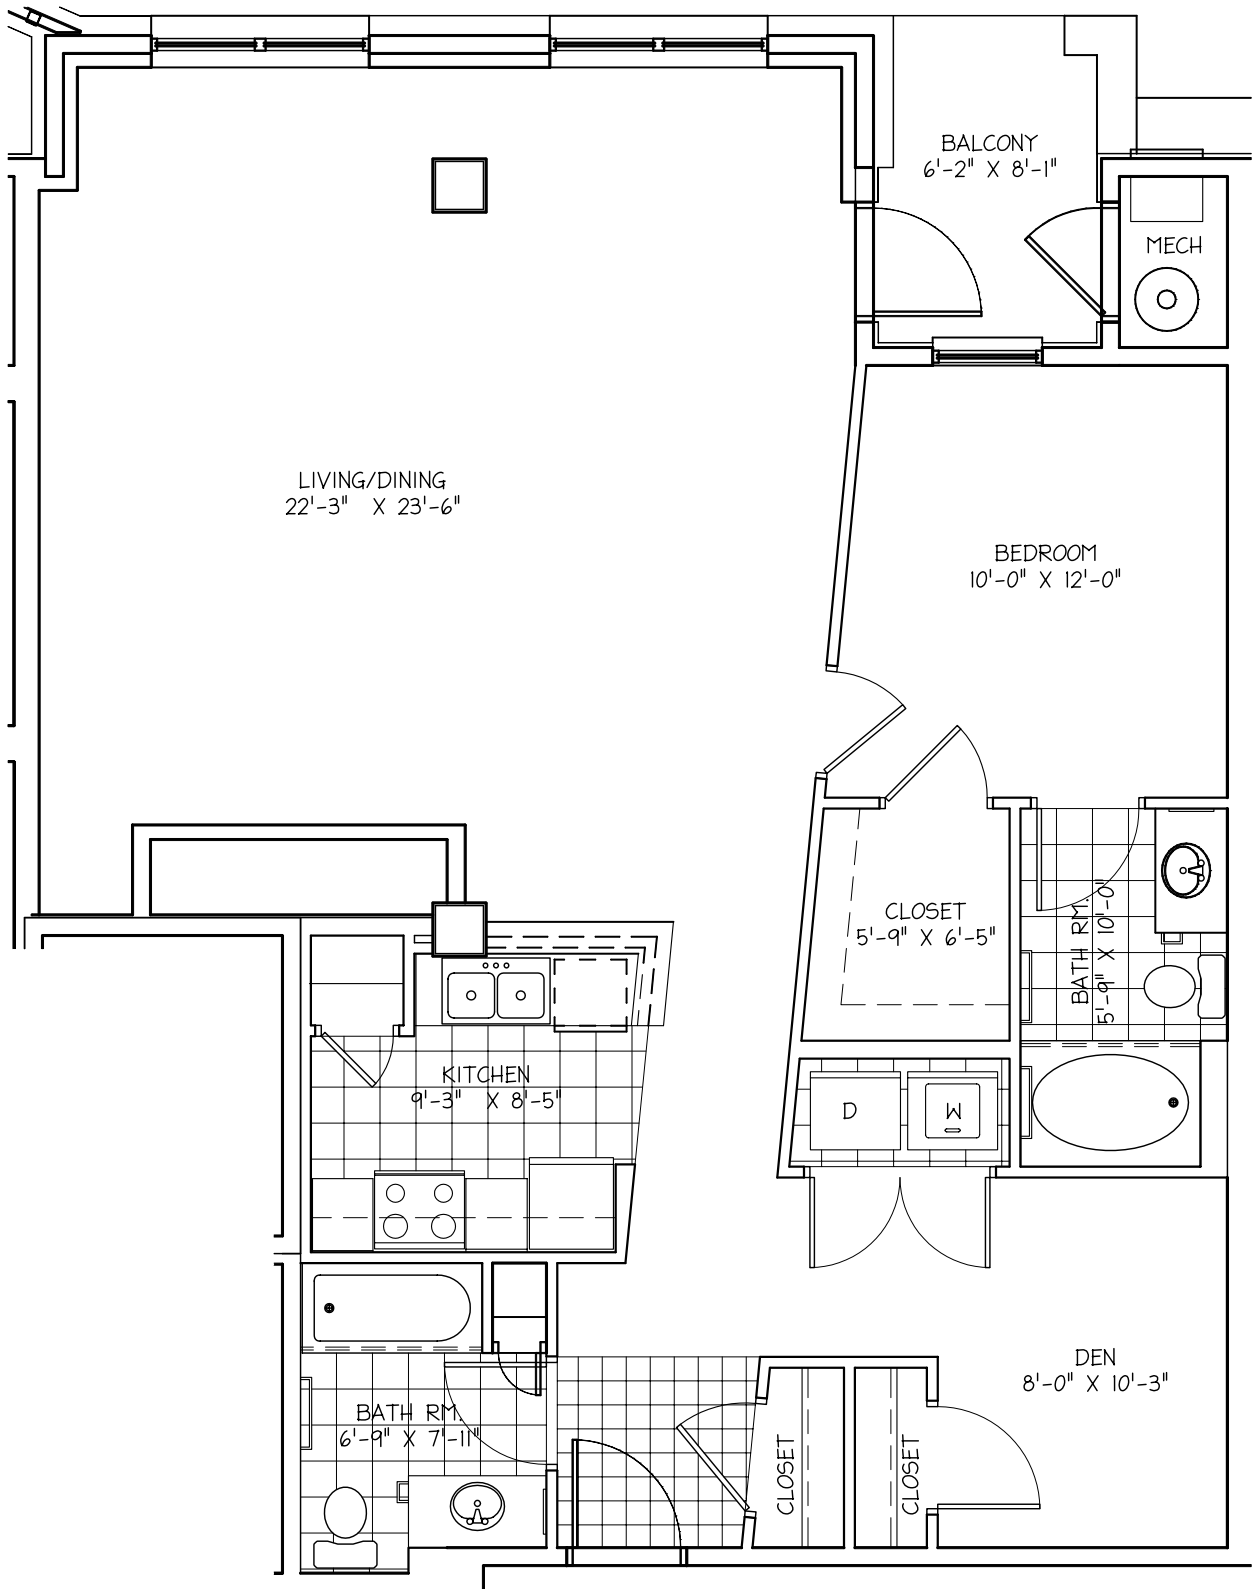 BALCONY
6'-2" X 8'-1"
MECH
LIVING/DINING
22'-3" X 23'-6"
BEDROOM
10'-0" X 12'-0"
CLOSET
5'-9" X 6'-5"
BATH RM.
5'-9" X 10'-0"
KITCHEN
9'-3" X 8'-5"
D
W
DEN
8'-0" X 10'-3"
BATH RM.
6'-9" X 7'-11"
CLOSET
CLOSET